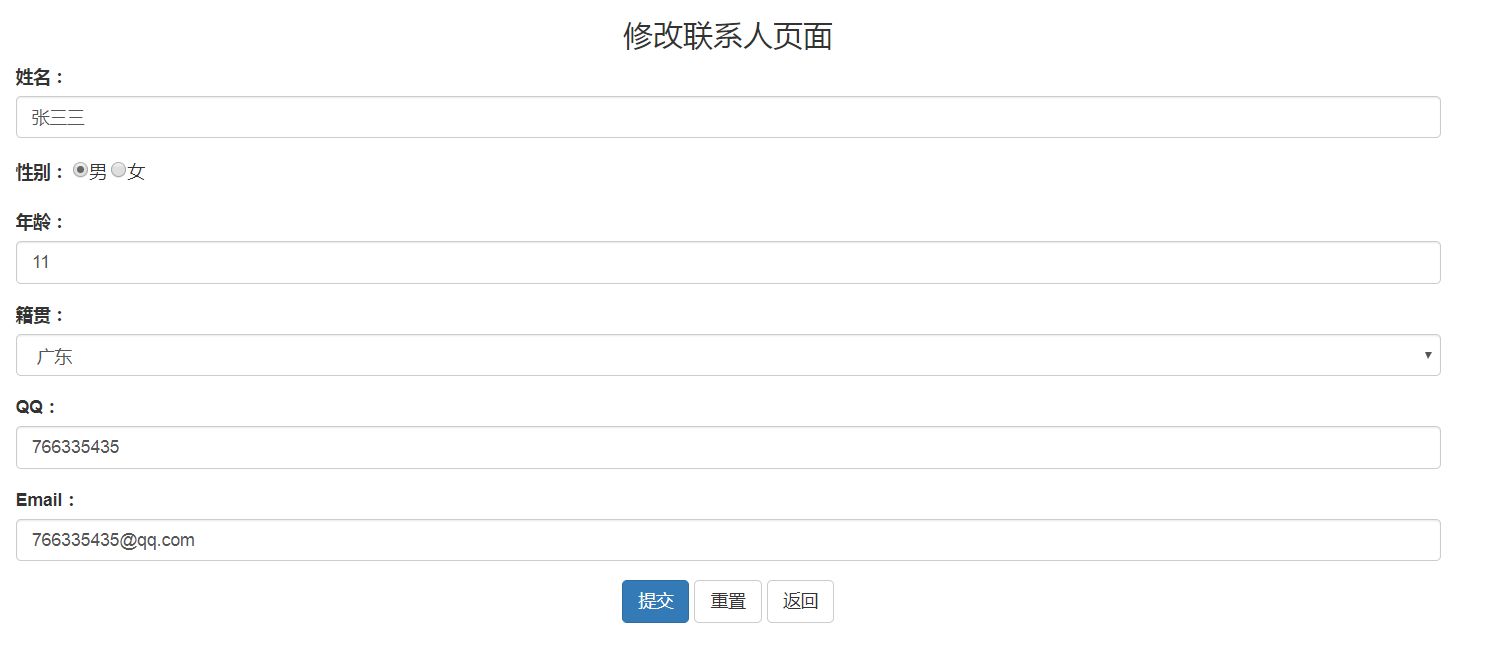 修改联系人页面
姓名：
张三三
性别： 男 女
年龄：
11
籍贯：
广东
QQ：
766335435
Email：
766335435@qq.com
提交 重置 返回